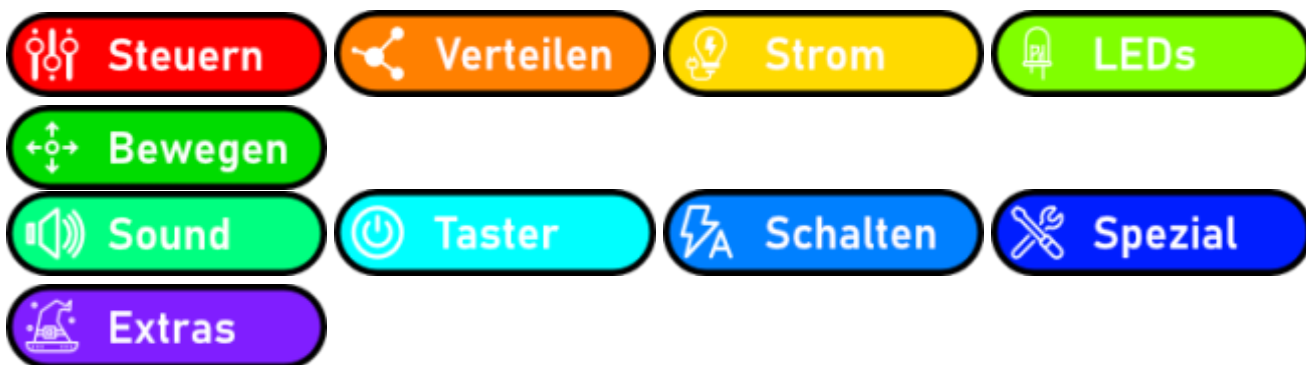 Steuern Verteilen Strom LEDs
Bewegen
Sound Taster Schalten Spezial
Extras